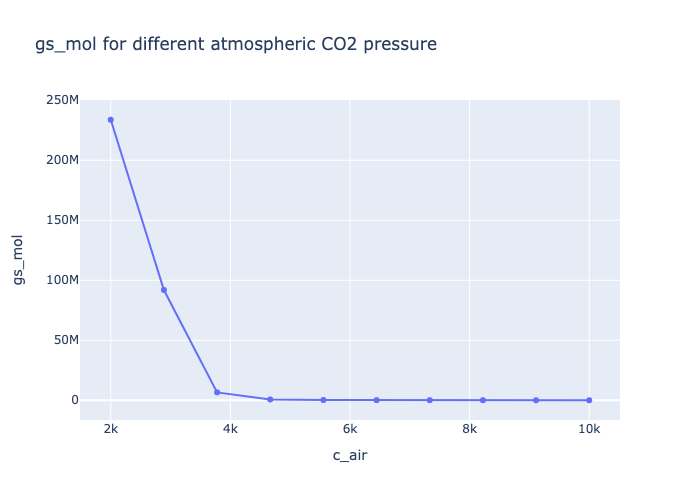 gs_mol for different atmospheric CO2 pressure
250M
200M
150M
100M
50M
0
gs_mol
2k 4k 6k 8k 10k
c_air